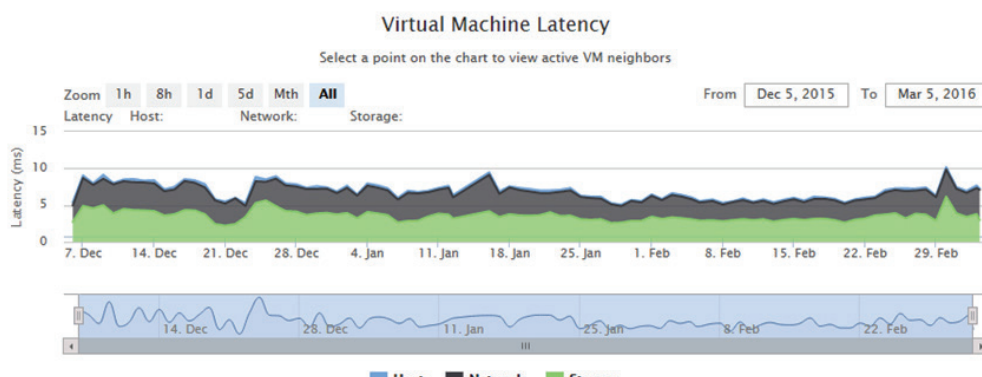 Virtual Machine Latency
Select a point on the chart to view active VM neighbors
Zoom 1h 8h 1d 5d Mth All From Dec 5, 2015 To Mar 5, 2016
Latency Host: Network: Storage:
Latency (ms)
15
10
5
0
7. Dec 14. Dec 21. Dec 28. Dec 4. Jan 11. Jan 18. Jan 25. Jan 1. Feb 8. Feb 15. Feb 22. Feb 29. Feb
14. Dec 28. Dec 11. Jan 25. Jan 8. Feb 22. Feb